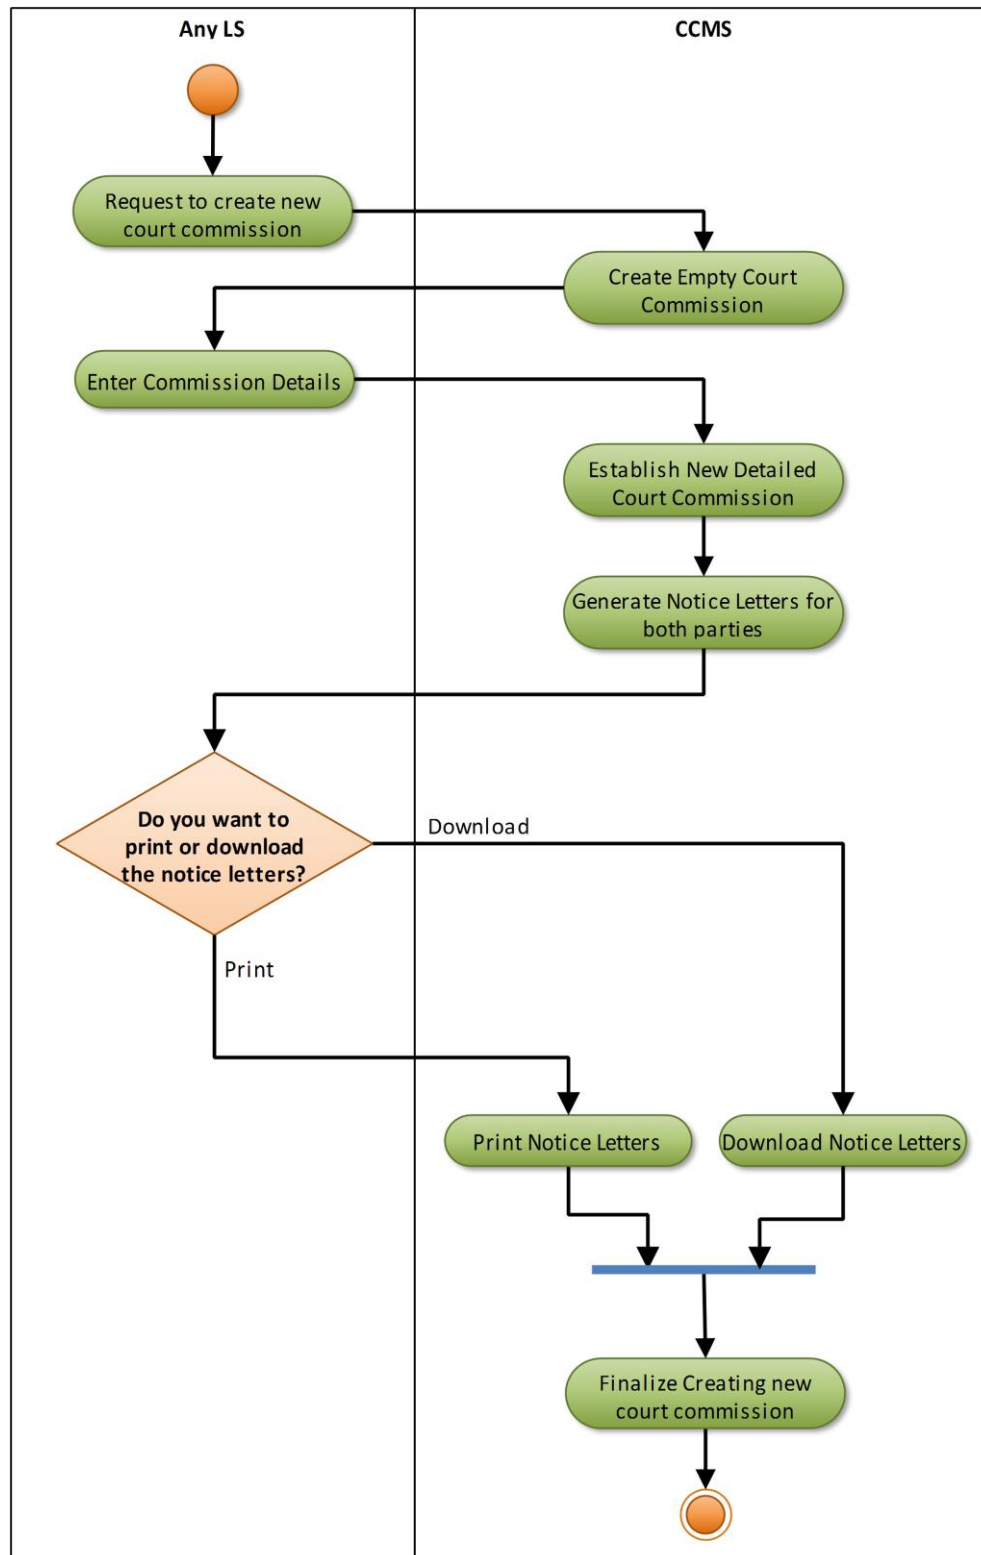 Any LS
CCMS
Request to create new
court commission
Create Empty Court
Commission
Enter Commission Details
Establish New Detailed
Court Commission
Generate Notice Letters for
both parties
Do you want to
print or download
the notice letters?
Download
Print
Print Notice Letters
Download Notice Letters
Finalize Creating new
court commission